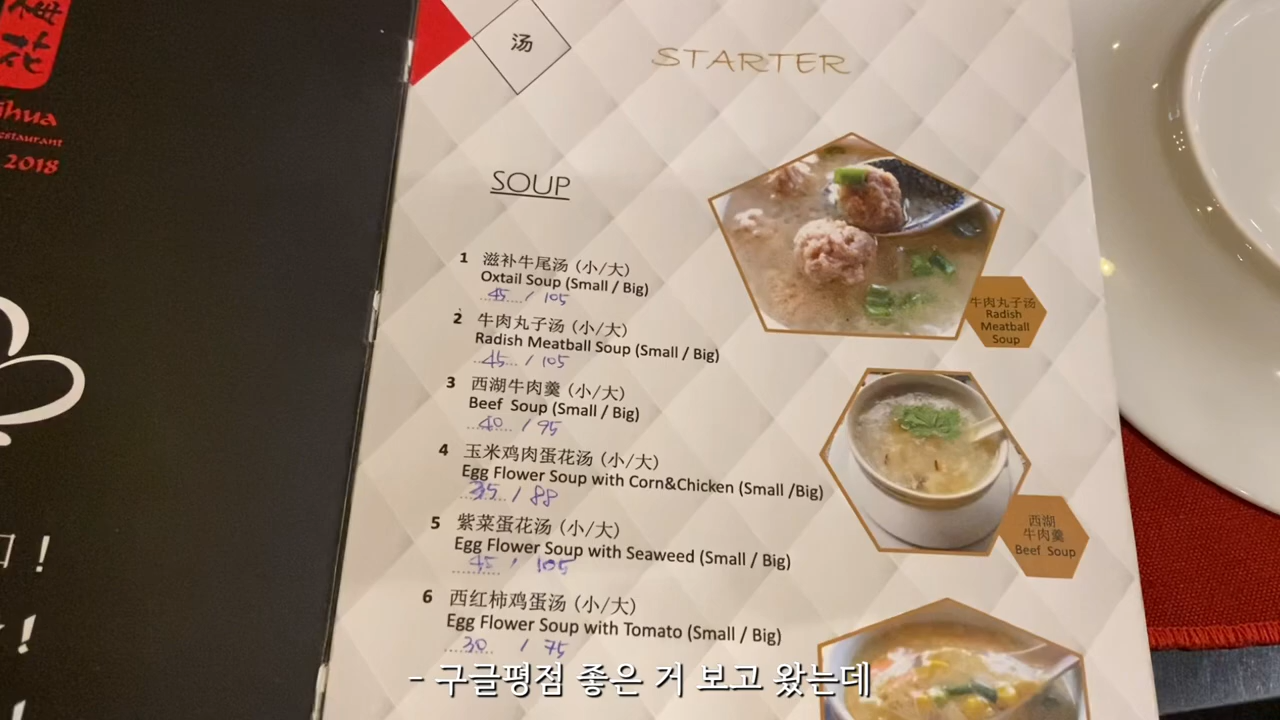 花
ihua
estaurant
2018
汤
STARTER
SOUP
1 滋补牛尾汤 (小/大)
Oxtail Soup (Small / Big)
45 / 105
2 牛肉丸子汤 (小/大)
Radish Meatball Soup (Small / Big)
45 / 105
3 西湖牛肉羹 (小/大)
Beef Soup (Small / Big)
40 / 95
4 玉米鸡肉蛋花汤 (小/大)
Egg Flower Soup with Corn&Chicken (Small /Big)
35 / 88
5 紫菜蛋花汤 (小/大)
Egg Flower Soup with Seaweed (Small / Big)
45 / 105
6 西红柿鸡蛋汤 (小/大)
Egg Flower Soup with Tomato (Small / Big)
30 / 75
牛肉丸子汤
Radish
Meatball
Soup
西湖
牛肉羹
Beef Soup
- 구글평점 좋은 거 보고 왔는데